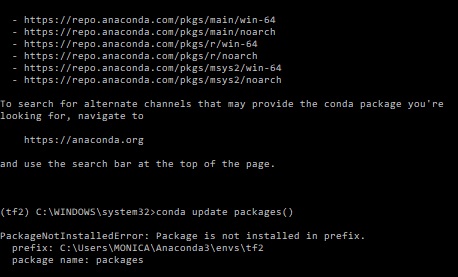 - https://repo.anaconda.com/pkgs/main/win-64
- https://repo.anaconda.com/pkgs/main/noarch
- https://repo.anaconda.com/pkgs/r/win-64
- https://repo.anaconda.com/pkgs/r/noarch
- https://repo.anaconda.com/pkgs/msys2/win-64
- https://repo.anaconda.com/pkgs/msys2/noarch
To search for alternate channels that may provide the conda package you're
looking for, navigate to
https://anaconda.org
and use the search bar at the top of the page.
(tf2) C:\WINDOWS\system32>conda update packages()
PackageNotInstalledError: Package is not installed in prefix.
prefix: C:\Users\MONICA\Anaconda3\envs\tf2
package name: packages